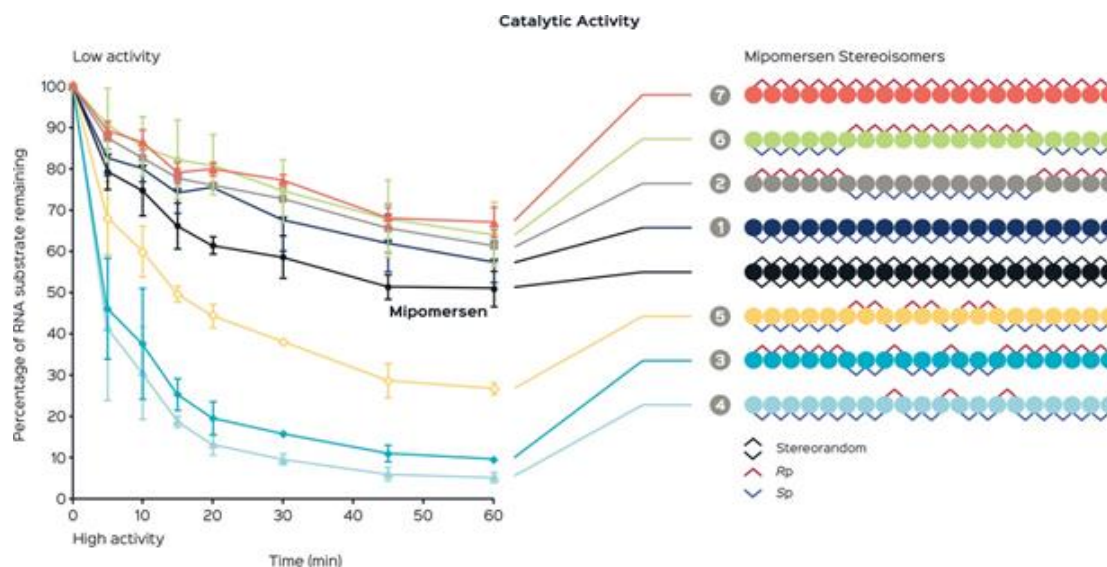 Catalytic Activity
Low activity
Mipomersen Stereoisomers
Percentage of RNA substrate remaining
100
90
80
70
60
50
40
30
20
10
0
Mipomersen
0
10
20
30
40
50
60
High activity
Time (min)
7
6
2
1
5
3
4
Stereorandom
Rp
Sp